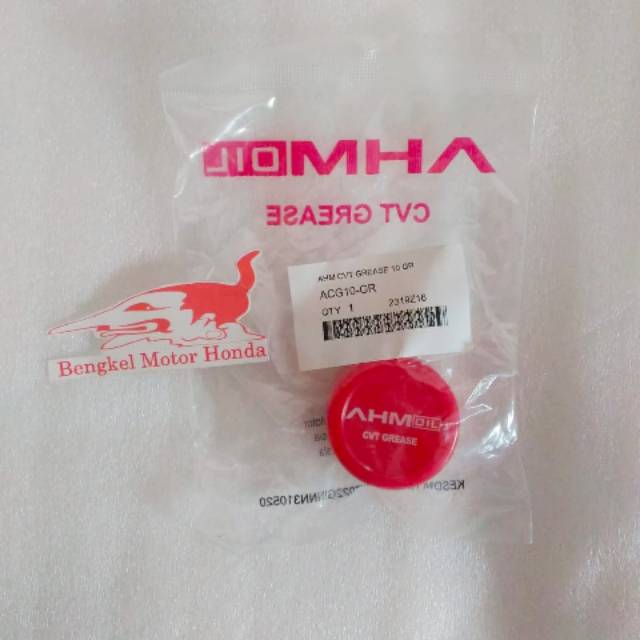 AHM OIL
CVT GREASE
AHM CVT GREASE 10 GR
ACG10-GR
QTY 1 2319Z16
Bengkel Motor Honda
AHM OIL
CVT GREASE